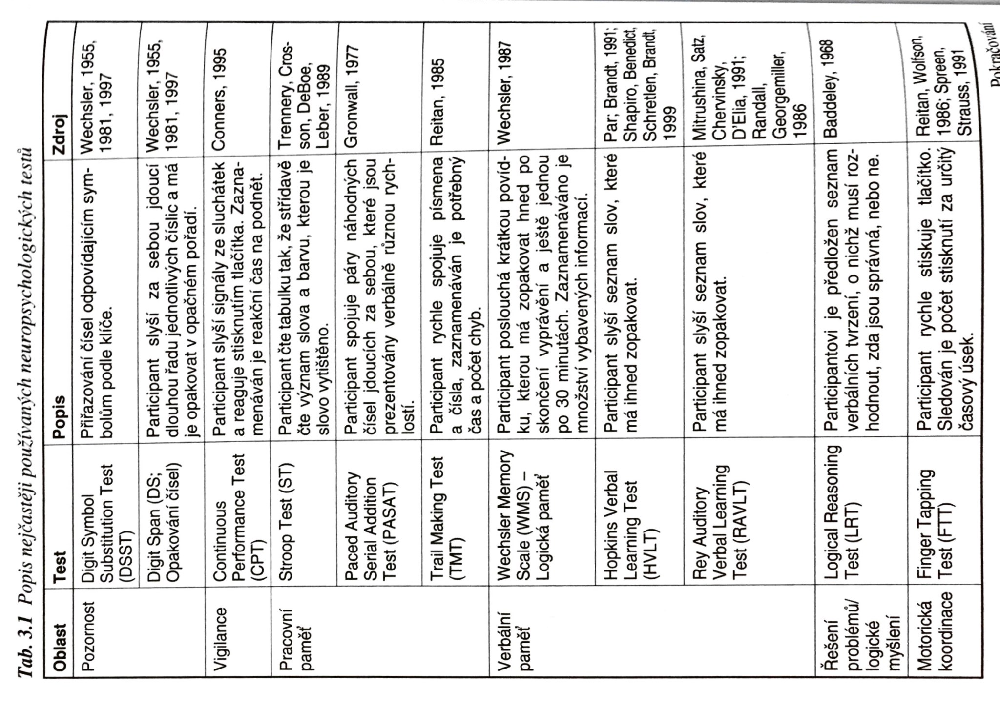 Tab. 3.1 Popis nejčastěji používaných neuropsychologických testů
Oblast
Test
Popis
Zdroj
Pozornost
Digit Symbol
Substitution Test
(DSST)
Přiřazování čísel odpovídajícím sym-
bolům podle klíče.
Wechsler, 1955,
1981, 1997
Digit Span (DS;
Opakování čísel)
Participant slyší za sebou jdoucí
dlouhou řadu jednotlivých číslic a má
je opakovat v opačném pořadí.
Wechsler, 1955,
1981, 1997
Vigilance
Continuous
Performance Test
(CPT)
Participant slyší signály ze sluchátek
a reaguje stisknutím tlačítka. Zazna-
menáván je reakční čas na podnět.
Conners, 1995
Pracovní
paměť
Stroop Test (ST)
Participant čte tabulku tak, že střídavě
čte význam slova a barvu, kterou je
slovo vytištěno.
Trennery, Cros-
son, DeBoe,
Leber, 1989
Paced Auditory
Serial Addition
Test (PASAT)
Participant spojuje páry náhodných
čísel jdoucích za sebou, které jsou
prezentovány verbálně různou rych-
lostí.
Gronwall, 1977
Trail Making Test
(TMT)
Participant rychle spojuje písmena
a čísla, zaznamenáván je potřebný
čas a počet chyb.
Reitan, 1985
Verbální
paměť
Wechsler Memory
Scale (WMS) –
Logická paměť
Participant poslouchá krátkou povíd-
ku, kterou má zopakovat hned po
skončení vyprávění a ještě jednou
po 30 minutách. Zaznamenáváno je
množství vybavených informací.
Wechsler, 1987
Hopkins Verbal
Learning Test
(HVLT)
Participant slyší seznam slov, které
má ihned zopakovat.
Par; Brandt, 1991;
Shapiro, Benedict,
Schretlen, Brandt,
1999
Rey Auditory
Verbal Learning
Test (RAVLT)
Participant slyší seznam slov, které
má ihned zopakovat.
Mitrushina, Satz,
Chervinsky,
D'Elia, 1991;
Randall,
Georgemiller,
1986
Řešení
problémů/
logické
myšlení
Logical Reasoning
Test (LRT)
Participantovi je předložen seznam
verbálních tvrzení, o nichž musí roz-
hodnout, zda jsou správná, nebo ne.
Baddeley, 1968
Motorická
koordinace
Finger Tapping
Test (FTT)
Participant rychle stiskuje tlačítko.
Sledován je počet stisknutí za určitý
časový úsek.
Reitan, Wolfson,
1986; Spreen,
Strauss, 1991
Pokračování